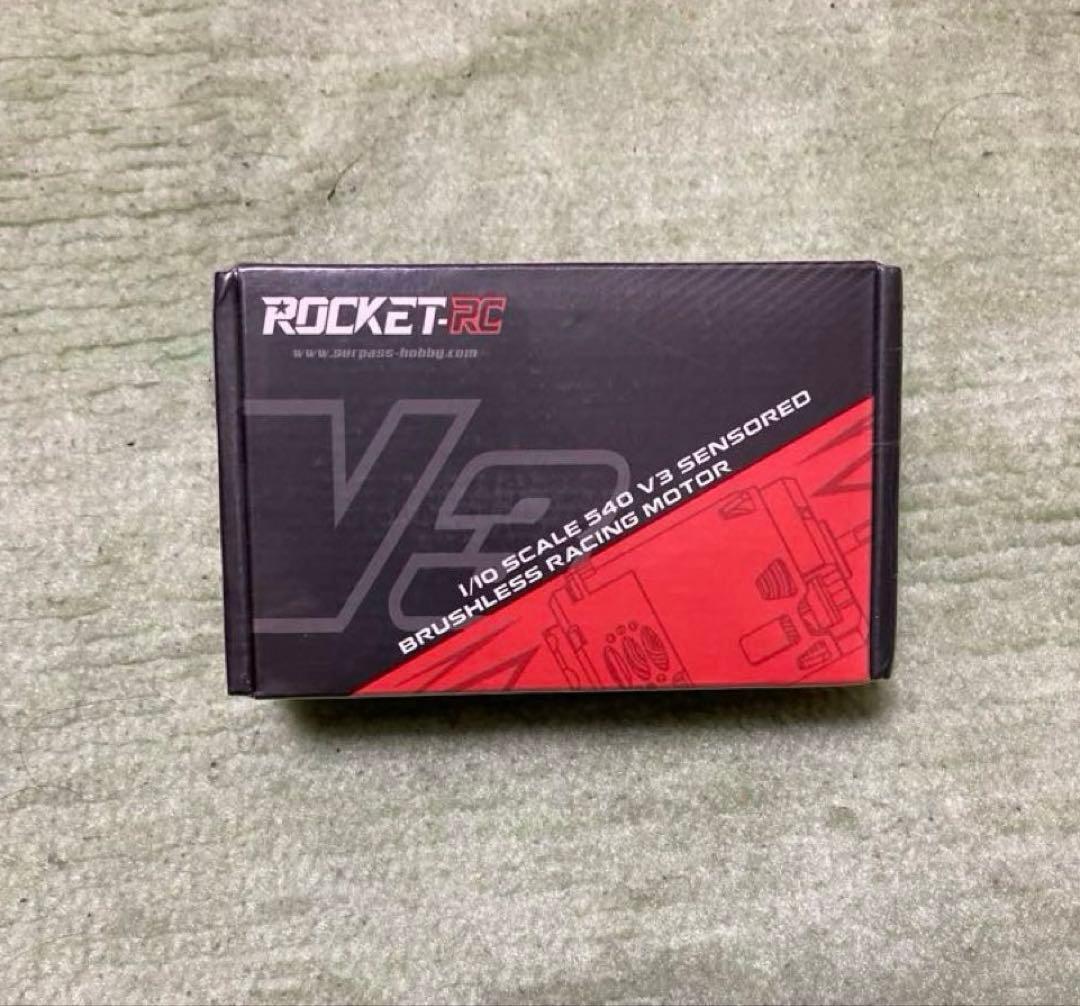 ROCKET-RC
www.surpass-hobby.com
V3
1/10 SCALE 540 V3 SENSORED
BRUSHLESS RACING MOTOR